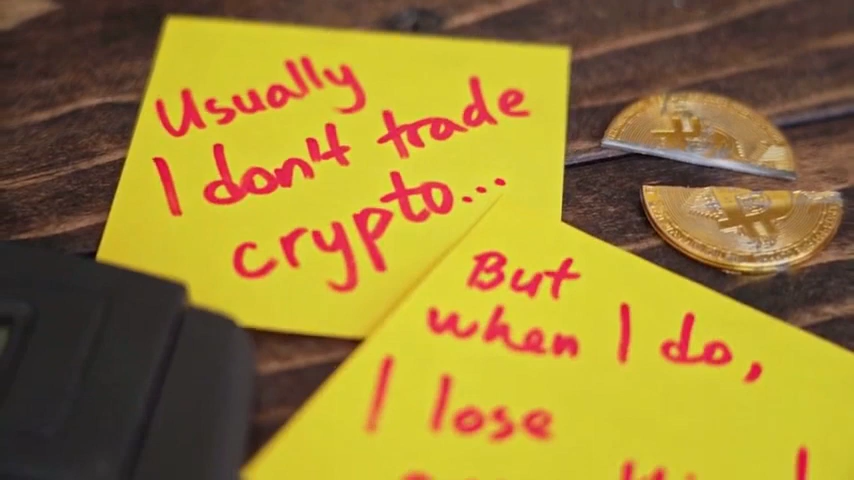 Usually
I don't trade
crypto...
But
when I do,
I lose